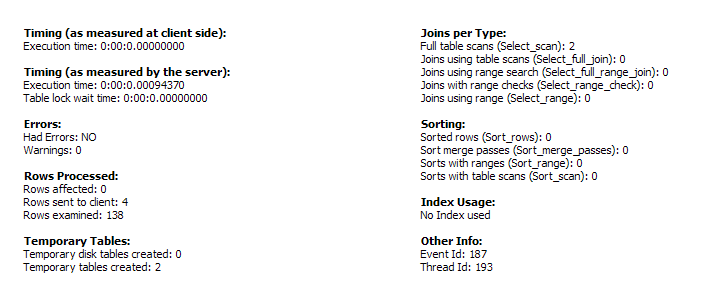 Timing (as measured at client side):
Execution time: 0:00:0.00000000
Timing (as measured by the server):
Execution time: 0:00:0.00094370
Table lock wait time: 0:00:0.00000000
Errors:
Had Errors: NO
Warnings: 0
Rows Processed:
Rows affected: 0
Rows sent to client: 4
Rows examined: 138
Temporary Tables:
Temporary disk tables created: 0
Temporary tables created: 2
Joins per Type:
Full table scans (Select_scan): 2
Joins using table scans (Select_full_join): 0
Joins using range search (Select_full_range_join): 0
Joins with range checks (Select_range_check): 0
Joins using range (Select_range): 0
Sorting:
Sorted rows (Sort_rows): 0
Sort merge passes (Sort_merge_passes): 0
Sorts with ranges (Sort_range): 0
Sorts with table scans (Sort_scan): 0
Index Usage:
No Index used
Other Info:
Event Id: 187
Thread Id: 193